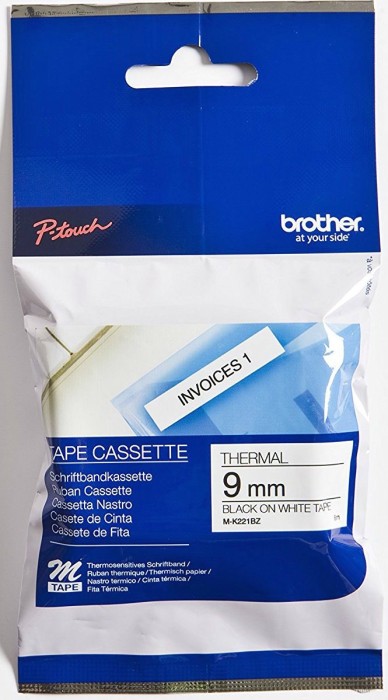 P-touch
brother.
at your side
INVOICES 1
TAPE CASSETTE
Schriftbandkassette
Ruban Cassette
Cassetta Nastro
Casete de Cinta
Cassete de Fita
THERMAL
9 mm
BLACK ON WHITE TAPE
M-K221BZ
M
TAPE
Thermosensitives Schriftband /
Ruban thermique / Thermisch papier /
Nastro termico / Cinta térmica /
Fita Térmica